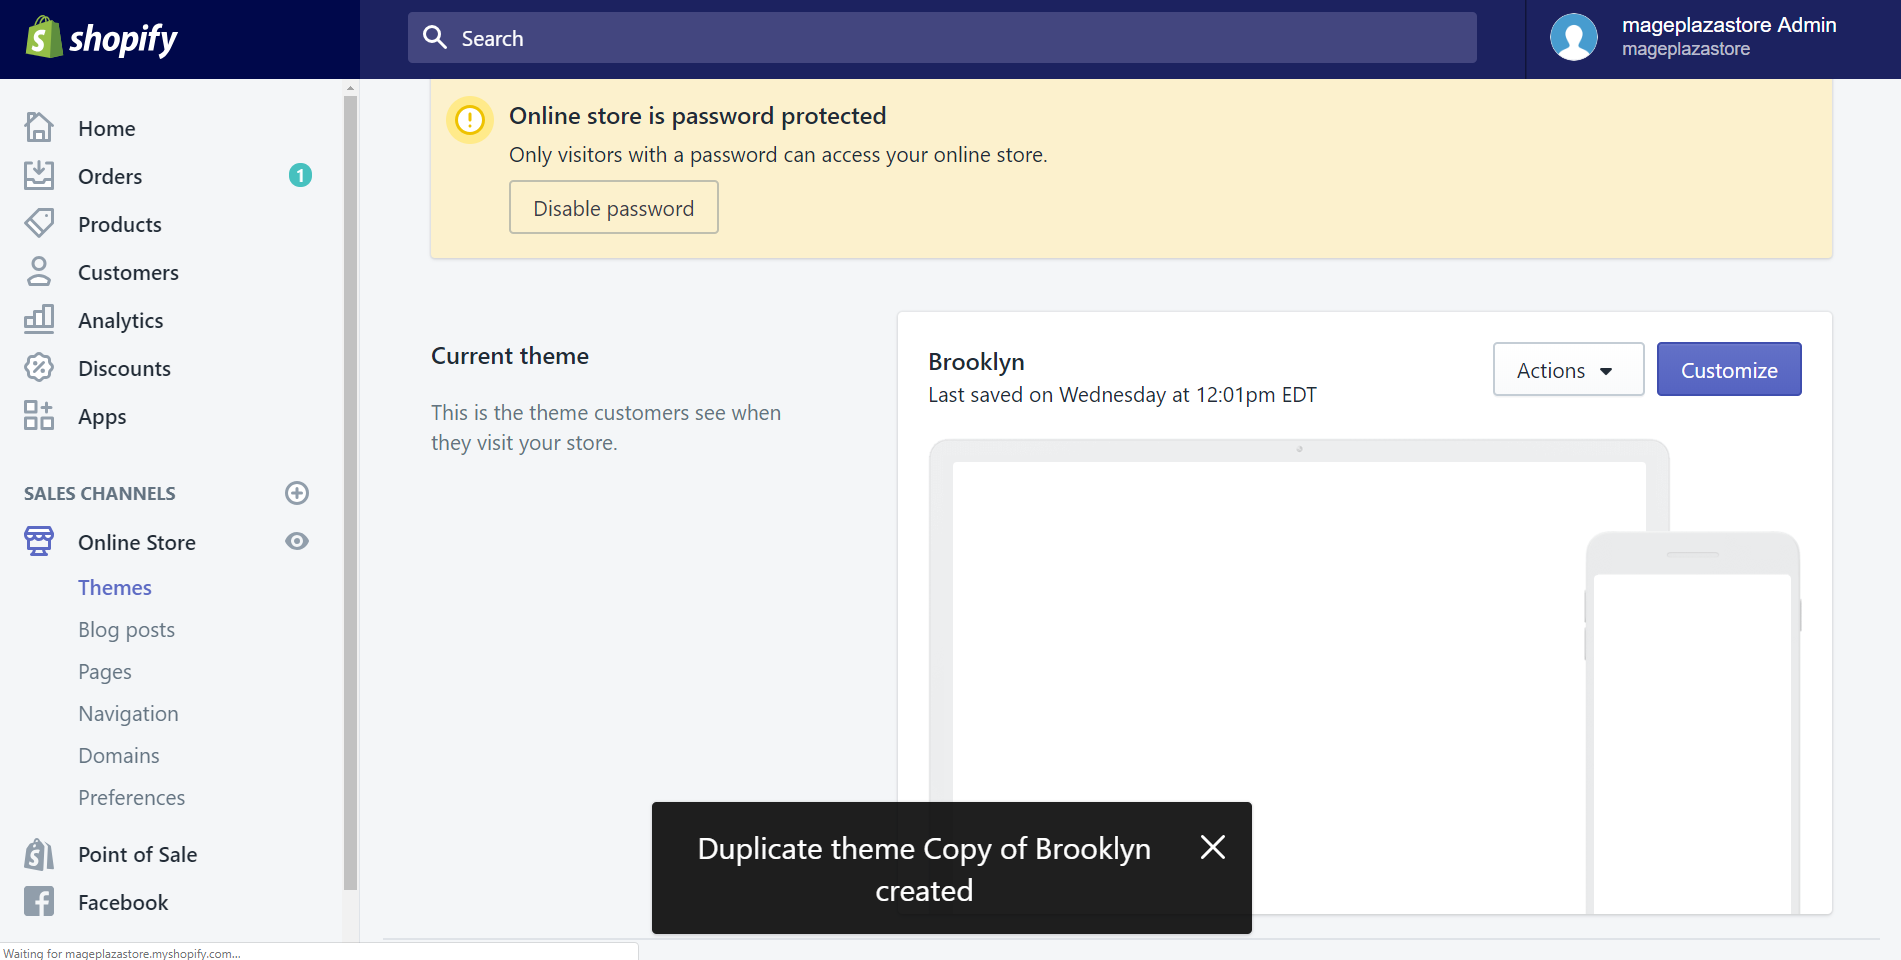 shopify
Search
mageplazastore Admin
mageplazastore
Home
Orders
1
Products
Customers
Analytics
Discounts
Apps
SALES CHANNELS
Online Store
Themes
Blog posts
Pages
Navigation
Domains
Preferences
Point of Sale
Facebook
Online store is password protected
Only visitors with a password can access your online store.
Disable password
Current theme
This is the theme customers see when
they visit your store.
Brooklyn
Last saved on Wednesday at 12:01pm EDT
Actions
Customize
Duplicate theme Copy of Brooklyn
created
Waiting for mageplazastore.myshopify.com...